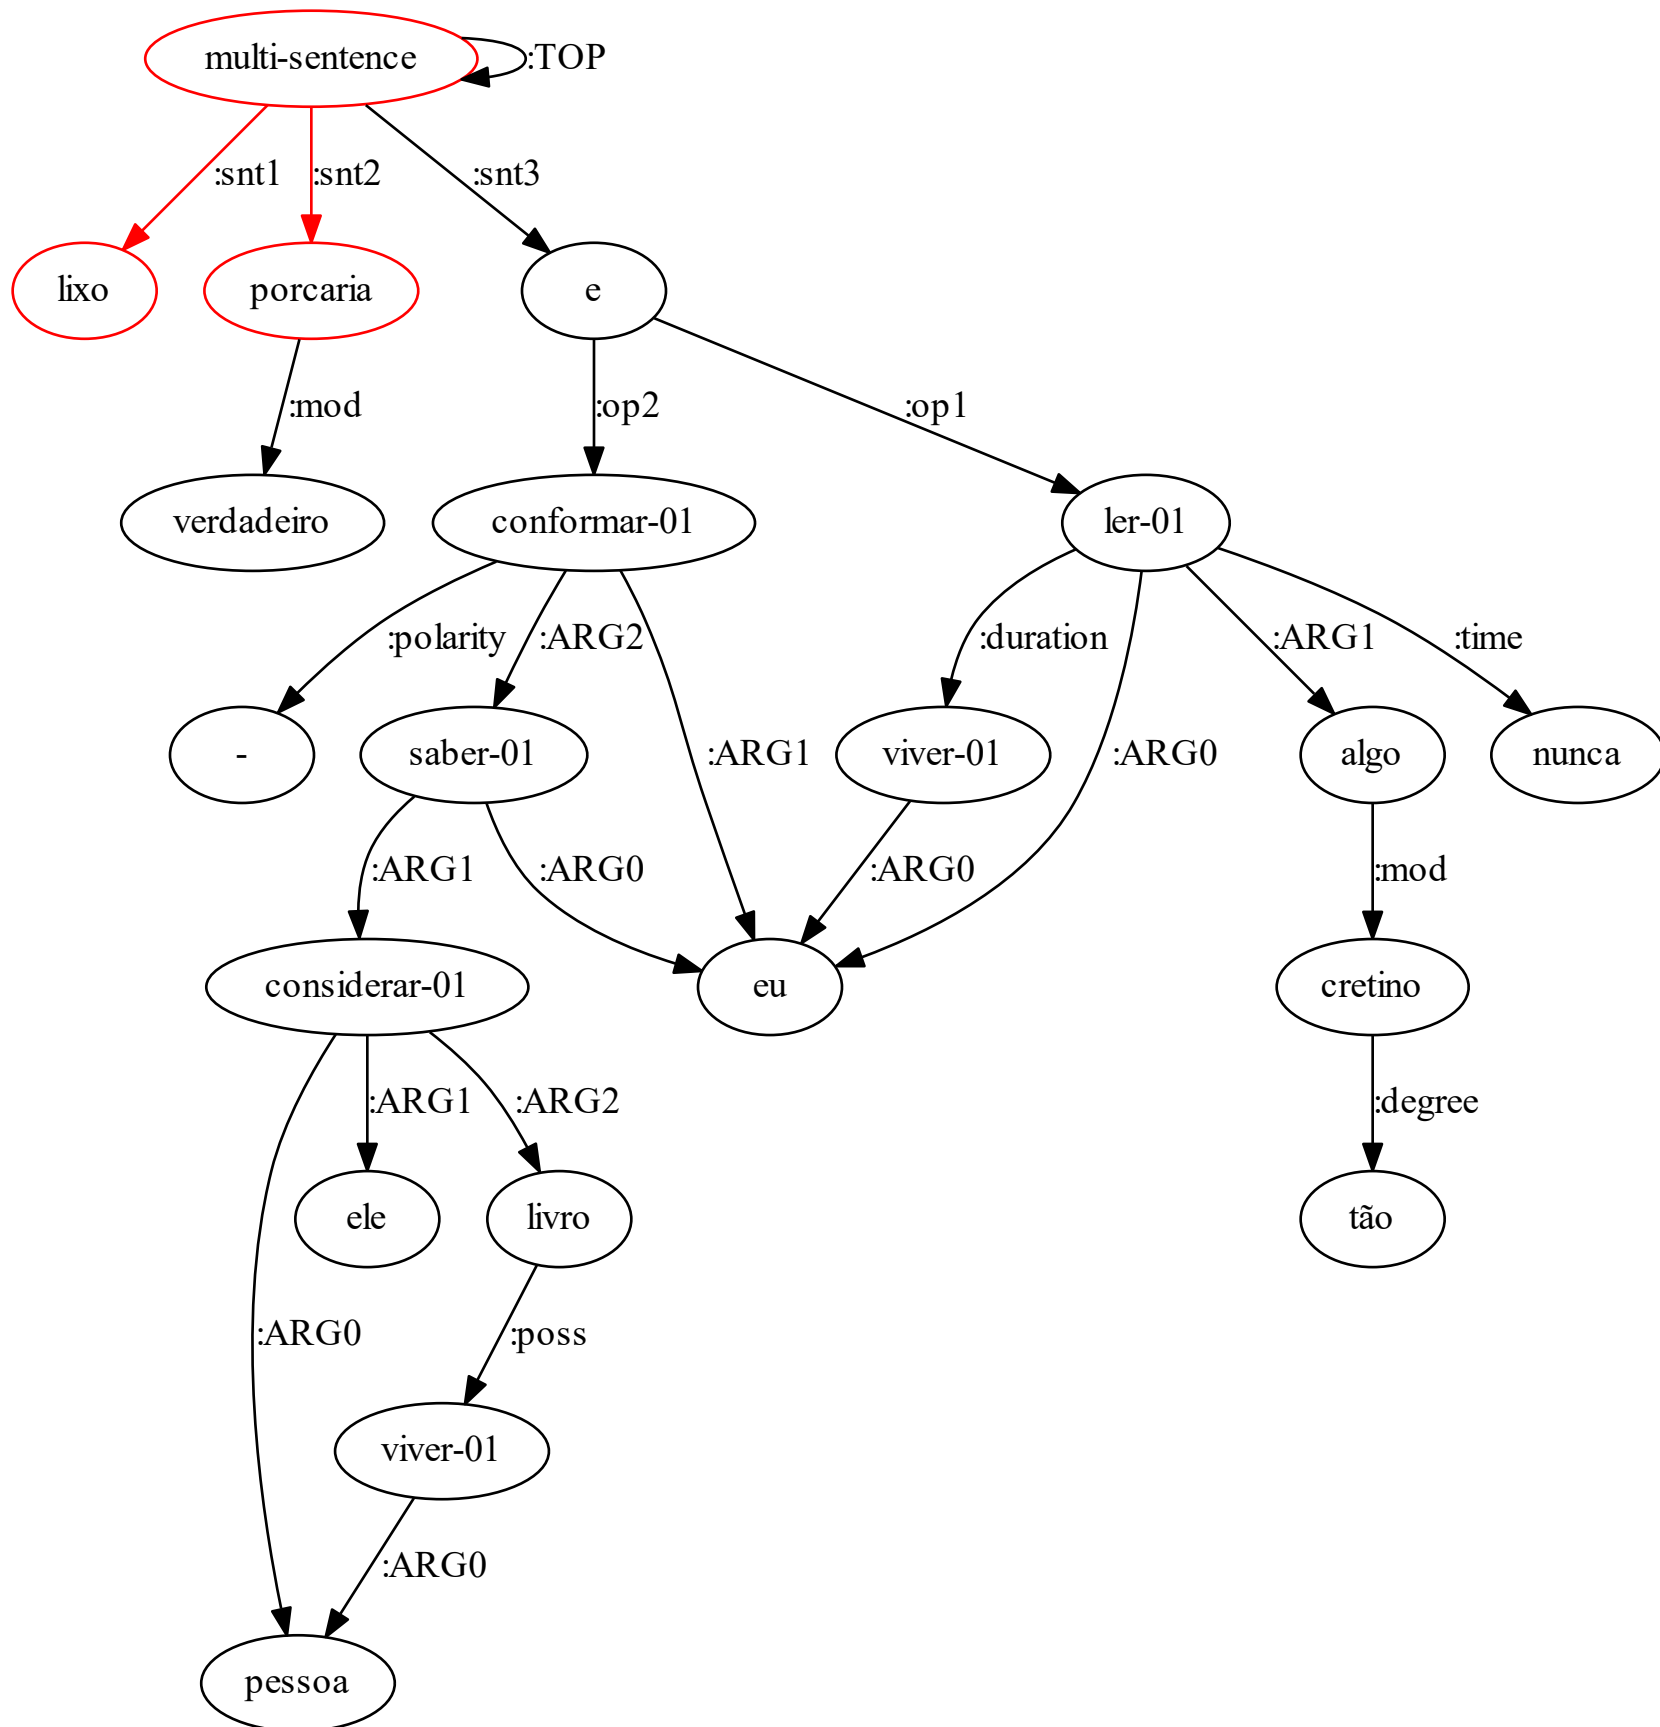 multi-sentence :TOP
:snt1 :snt2 :snt3
lixo porcaria e
:mod :op2 :op1
verdadeiro conformar-01 ler-01
:polarity :ARG2 :duration :ARG1 :time
- saber-01 :ARG1 viver-01 :ARG0 algo nunca
:ARG1 :ARG0 :ARG0 :mod
considerar-01 eu cretino
:ARG1 :ARG2 :degree
ele livro tão
:ARG0 :poss
viver-01
:ARG0
pessoa